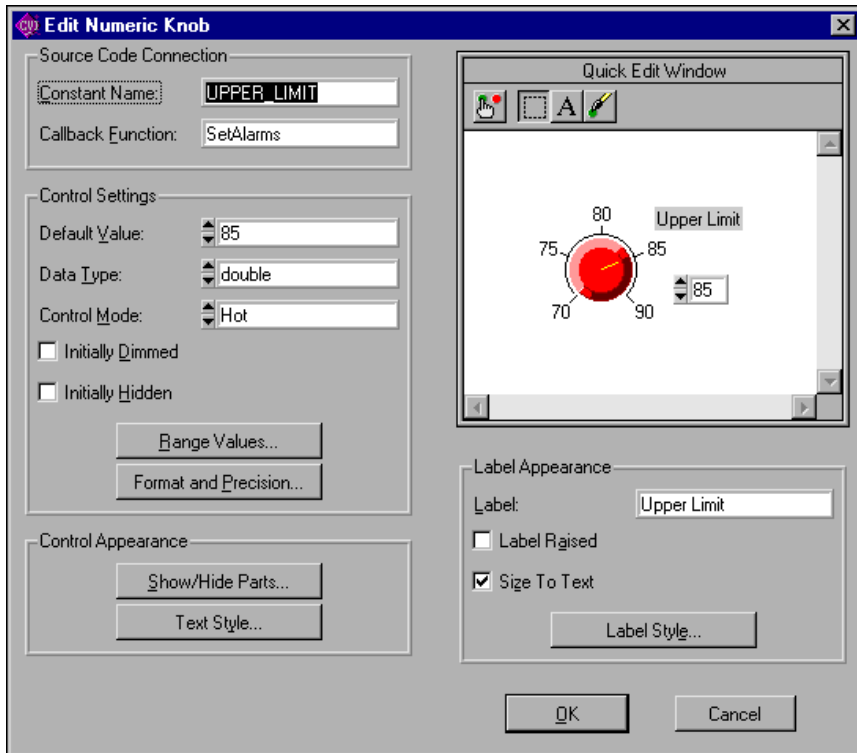 cvi Edit Numeric Knob
Source Code Connection
Constant Name: UPPER_LIMIT
Callback Function: SetAlarms
Control Settings
Default Value: 85
Data Type: double
Control Mode: Hot
Initially Dimmed
Initially Hidden
Range Values...
Format and Precision...
Control Appearance
Show/Hide Parts...
Text Style...
Quick Edit Window
A
80
Upper Limit
75
85
85
70
90
Label Appearance
Label: Upper Limit
Label Raised
Size To Text
Label Style...
OK
Cancel